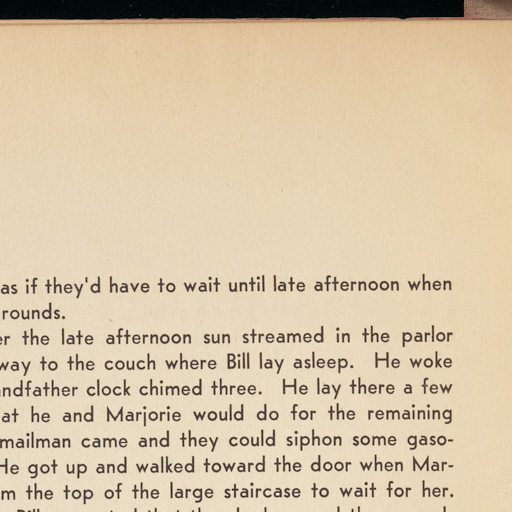 as if they'd have to wait until late afternoon when
rounds.
the late afternoon sun streamed in the parlor
way to the couch where Bill lay asleep. He woke
clock chimed three. He lay there a few
at he and Marjorie would do for the remaining
mailman came and they could siphon some gaso-
He got up and walked toward the door when Mar-
the top of the large staircase to wait for her.